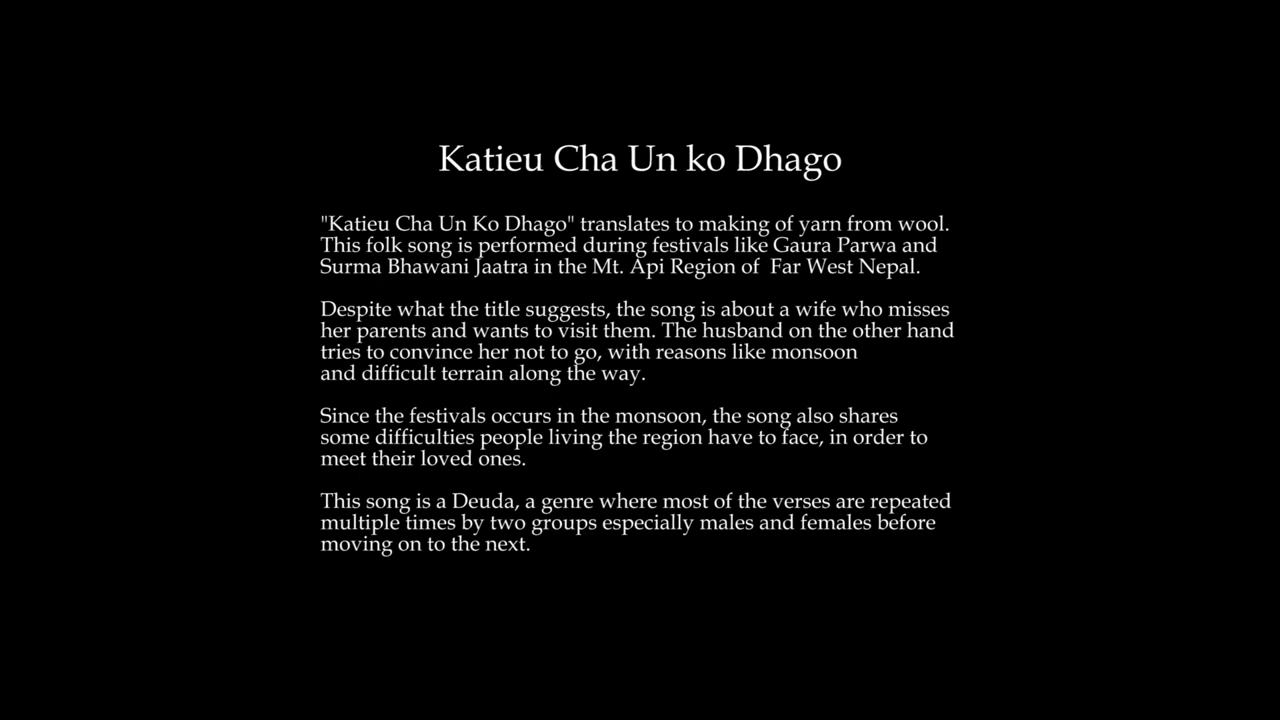 Katieu Cha Un ko Dhago
"Katieu Cha Un Ko Dhago" translates to making of yarn from wool.
This folk song is performed during festivals like Gaura Parwa and
Surma Bhawani Jaatra in the Mt. Api Region of  Far West Nepal.
Despite what the title suggests, the song is about a wife who misses
her parents and wants to visit them. The husband on the other hand
tries to convince her not to go, with reasons like monsoon
and difficult terrain along the way.
Since the festivals occurs in the monsoon, the song also shares
some difficulties people living the region have to face, in order to
meet their loved ones.
This song is a Deuda, a genre where most of the verses are repeated
multiple times by two groups especially males and females before
moving on to the next.